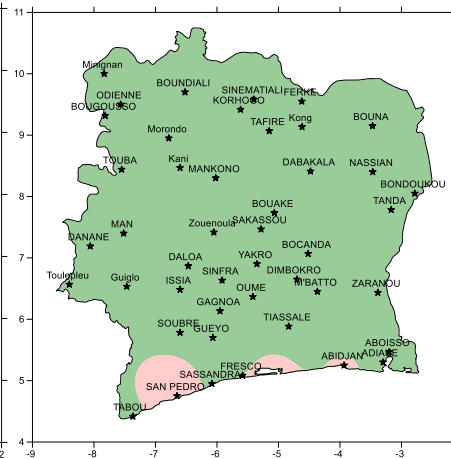 11
Minignan
10
BOUNDIALI
SINEMATIALI
FERKE
ODIENNE
KORHOGO
BOUGOUSSO
TAFIRE
Kong
BOUNA
9
Morondo
TOUBA
Kani
MANKONO
DABAKALA
NASSIAN
BONDOUKOU
8
TANDA
BOUAKE
MAN
Zouenoula
SAKASSOU
DANANE
BOCANDA
7
DALOA
YAKRO
Toulepleu
Guiglo
ISSIA
SINFRA
DIMBOKRO
OUME
M'BATTO
ZARANOU
GAGNOA
6
SOUBRE
GUEYO
TIASSALE
ABOISSO
ABIDJAN
ADIAKE
FRESCO
SASSANDRA
5
SAN PEDRO
TABOU
4
2
-9
-8
-7
-6
-5
-4
-3